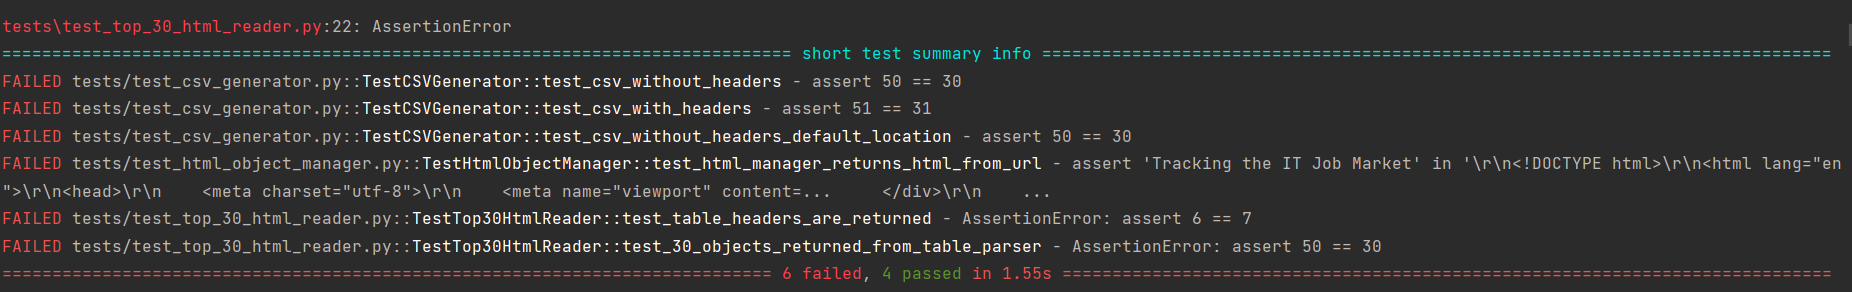 tests\test_top_30_html_reader.py:22: AssertionError
=============================================================================== short test summary info ===============================================================================
FAILED tests/test_csv_generator.py::TestCSVGenerator::test_csv_without_headers - assert 50 == 30
FAILED tests/test_csv_generator.py::TestCSVGenerator::test_csv_with_headers - assert 51 == 31
FAILED tests/test_csv_generator.py::TestCSVGenerator::test_csv_without_headers_default_location - assert 50 == 30
FAILED tests/test_html_object_manager.py::TestHtmlObjectManager::test_html_manager_returns_html_from_url - assert 'Tracking the IT Job Market' in '\r\n<!DOCTYPE html>\r\n<html lang="en
">\r\n<head>\r\n    <meta charset="utf-8">\r\n    <meta name="viewport" content=...     </div>\r\n    ...
FAILED tests/test_top_30_html_reader.py::TestTop30HtmlReader::test_table_headers_are_returned - AssertionError: assert 6 == 7
FAILED tests/test_top_30_html_reader.py::TestTop30HtmlReader::test_30_objects_returned_from_table_parser - AssertionError: assert 50 == 30
============================================================================= 6 failed, 4 passed in 1.55s =============================================================================